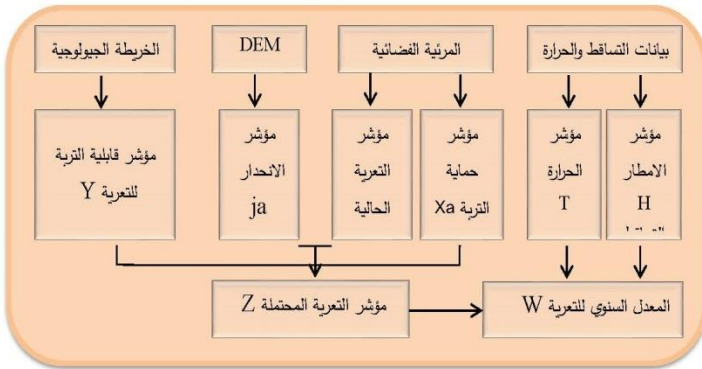 بيانات التساقط والحرارة
المرئية الفضائية
DEM
الخريطة الجيولوجية
مؤشر
الامطار
H
مؤشر
الحرارة
T
مؤشر
حماية
التربة Xa
مؤشر
التعرية
الحالية
مؤشر
الانحدار
ja
مؤشر قابلية التربة
للتعرية Y
مؤشر التعرية المحتملة Z
المعدل السنوي للتعرية W